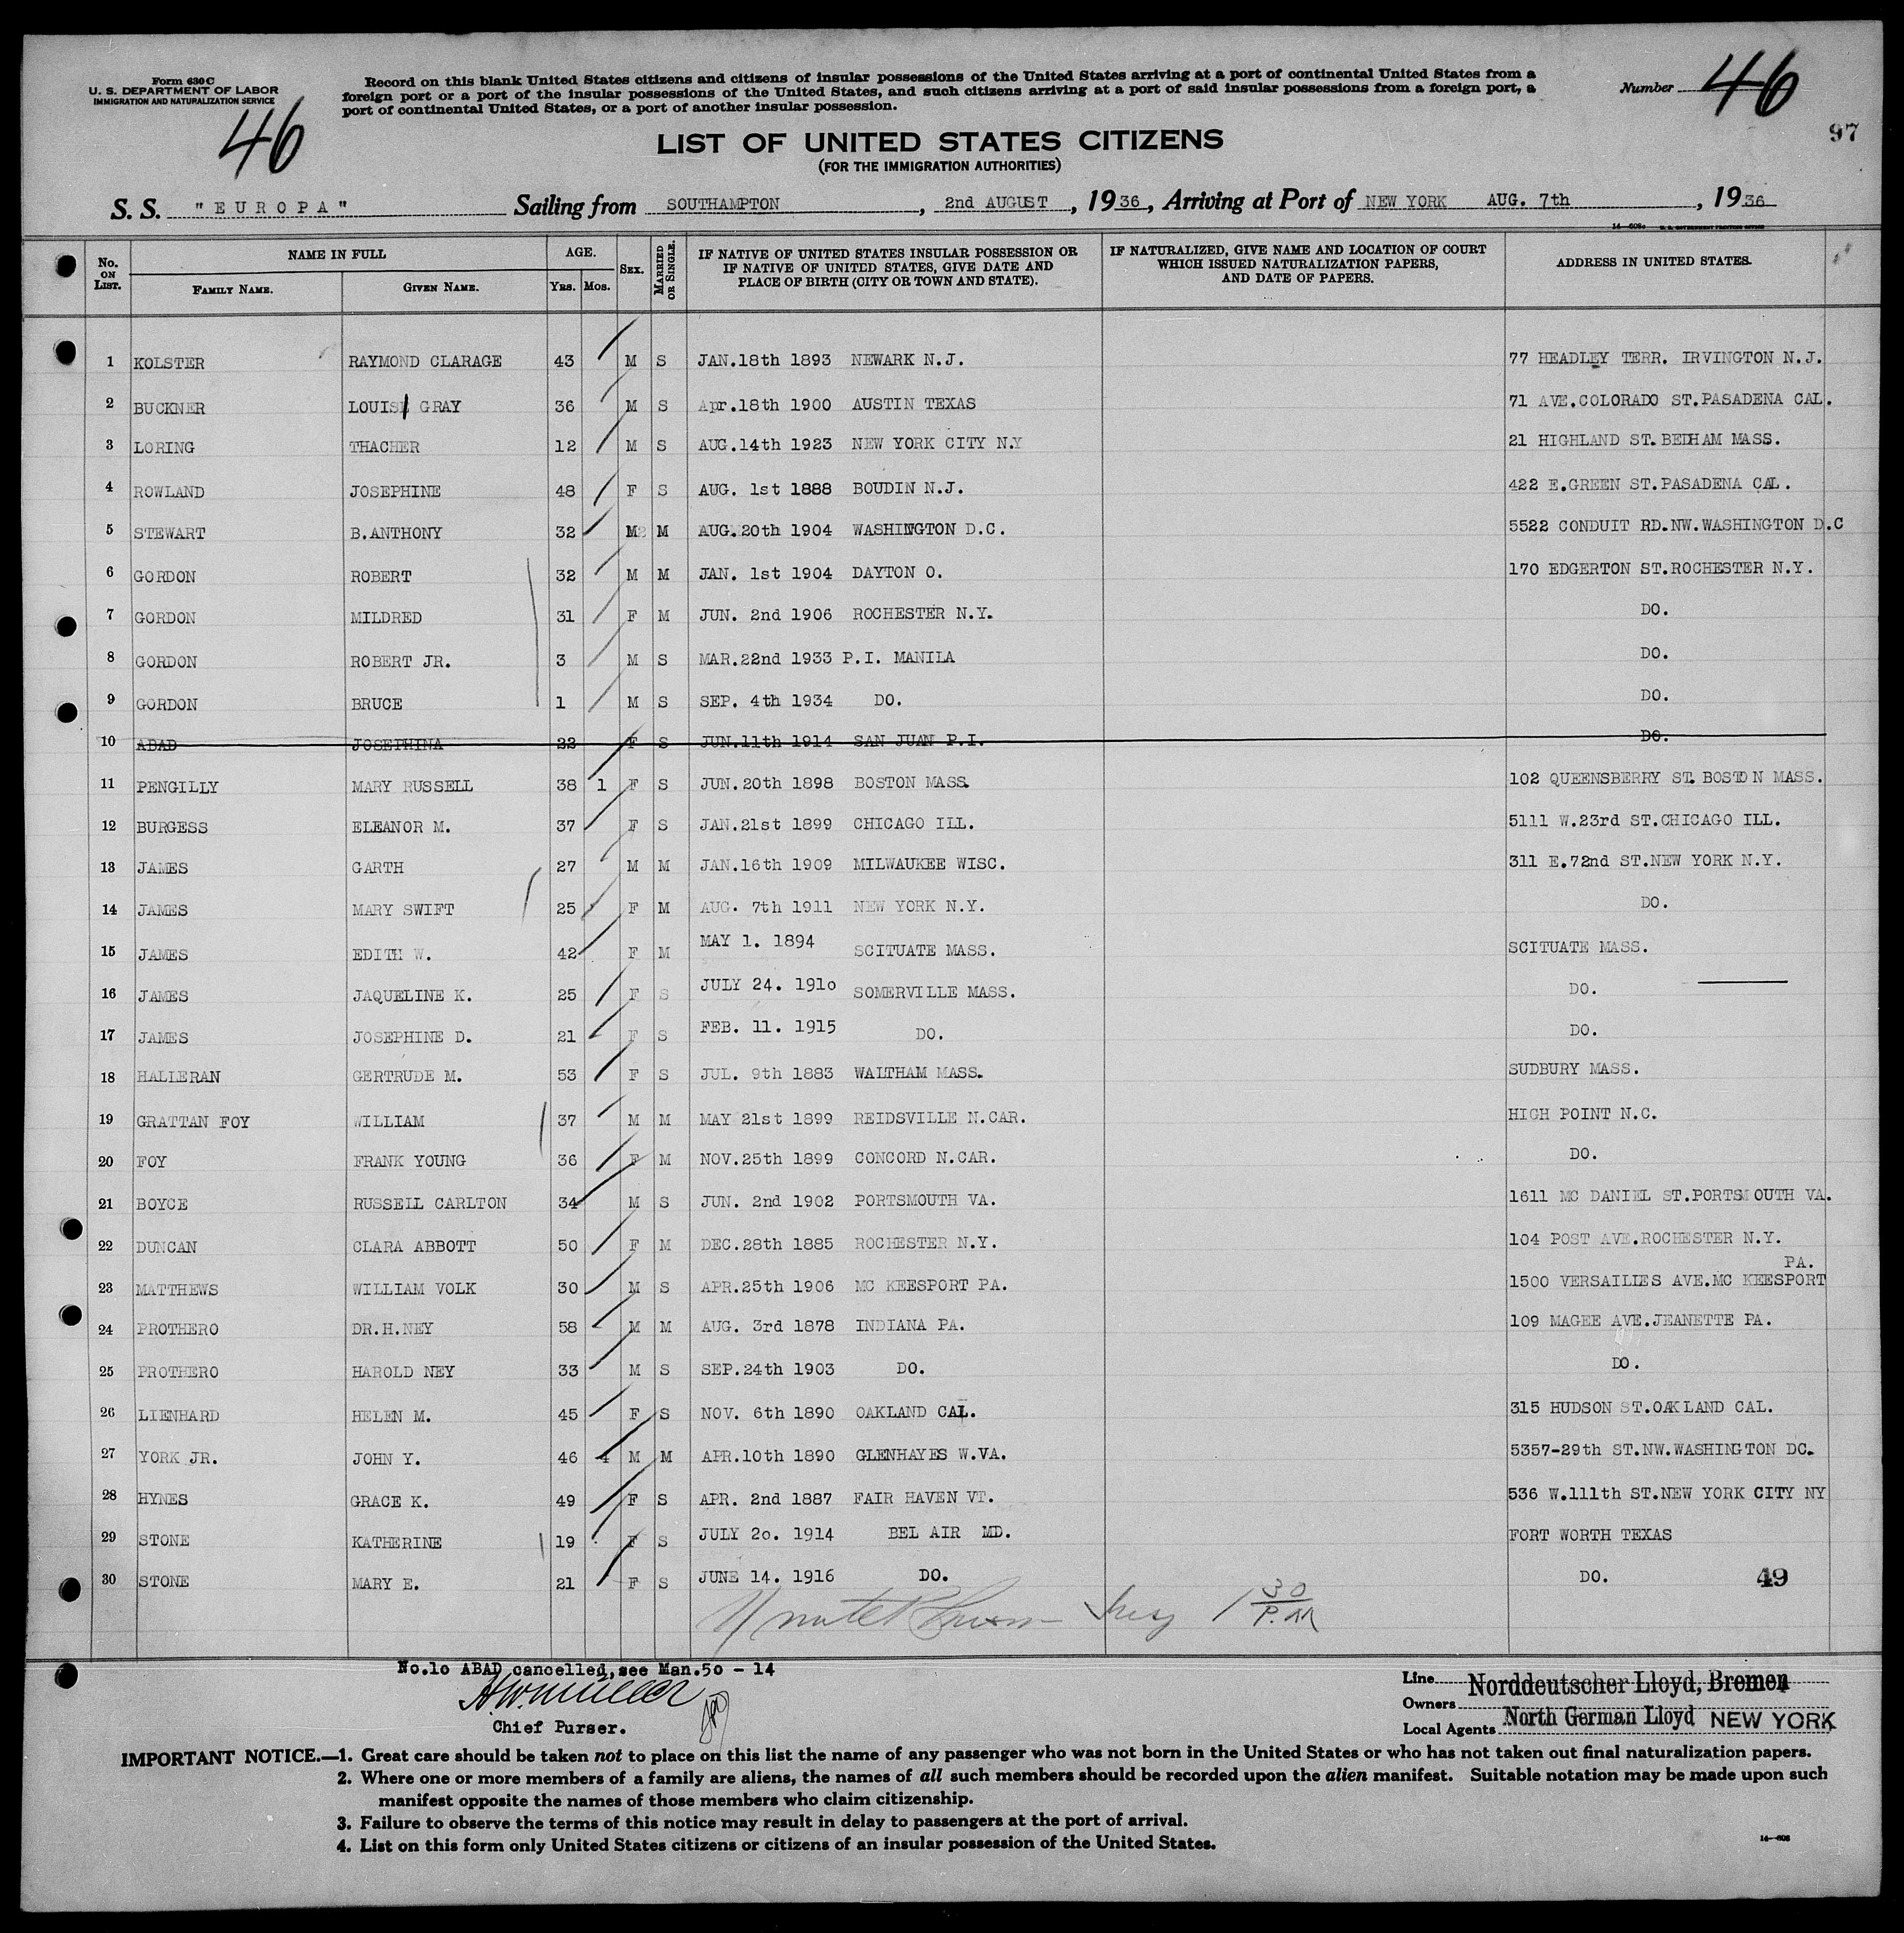 Form 630 C
U. S. DEPARTMENT OF LABOR
IMMIGRATION AND NATURALIZATION SERVICE
46
Record on this blank United States citizens and citizens of insular possessions of the United States arriving at a port of continental United States from a
foreign port or a port of the insular possessions of the United States, and such citizens arriving at a port of said insular possessions from a foreign port, a
port of continental United States, or a port of another insular possession.
Number 46
97
LIST OF UNITED STATES CITIZENS
(FOR THE IMMIGRATION AUTHORITIES)
S. S. "EUROPA" Sailing from SOUTHAMPTON, 2nd AUGUST, 1936, Arriving at Port of NEW YORK AUG. 7th, 1936
No. ON LIST. NAME IN FULL FAMILY NAME. GIVEN NAME. AGE. YRS. MOS. SEX. MARRIED OR SINGLE. IF NATIVE OF UNITED STATES INSULAR POSSESSION OR IF NATIVE OF UNITED STATES, GIVE DATE AND PLACE OF BIRTH (CITY OR TOWN AND STATE). IF NATURALIZED, GIVE NAME AND LOCATION OF COURT WHICH ISSUED NATURALIZATION PAPERS, AND DATE OF PAPERS. ADDRESS IN UNITED STATES.
1 KOLSTER RAYMOND CLARAGE 43 M S JAN.18th 1893 NEWARK N.J. 77 HEADLEY TERR. IRVINGTON N.J.
2 BUCKNER LOUIS GRAY 36 M S Apr.18th 1900 AUSTIN TEXAS 71 AVE.COLORADO ST.PASADENA CAL.
3 LORING THACHER 12 M S AUG.14th 1923 NEW YORK CITY N.Y 21 HIGHLAND ST.BEDHAM MASS.
4 ROWLAND JOSEPHINE 48 F S AUG. 1st 1888 BOUDIN N.J. 422 E.GREEN ST.PASADENA CAL.
5 STEWART B.ANTHONY 32 M M AUG.20th 1904 WASHINGTON D.C. 5522 CONDUIT RD.NW.WASHINGTON D.C
6 GORDON ROBERT 32 M M JAN. 1st 1904 DAYTON O. 170 EDGERTON ST.ROCHESTER N.Y.
7 GORDON MILDRED 31 F M JUN. 2nd 1906 ROCHESTER N.Y. DO.
8 GORDON ROBERT JR. 3 M S MAR.22nd 1933 P.I. MANILA DO.
9 GORDON BRUCE 1 M S SEP. 4th 1934 DO. DO.
10 ABAD JOSEPHINA 22 F S JUN.11th 1914 SAN JUAN P.I. DO.
11 PENGILLY MARY RUSSELL 38 1 F S JUN.20th 1898 BOSTON MASS. 102 QUEENSBERRY ST. BOSTON MASS.
12 BURGESS ELEANOR M. 37 F S JAN.21st 1899 CHICAGO ILL. 5111 W.23rd ST.CHICAGO ILL.
13 JAMES GARTH 27 M M JAN.16th 1909 MILWAUKEE WISC. 311 E.72nd ST.NEW YORK N.Y.
14 JAMES MARY SWIFT 25 F M AUG. 7th 1911 NEW YORK N.Y. DO.
15 JAMES EDITH W. 42 F M MAY 1. 1894 SCITUATE MASS. SCITUATE MASS.
16 JAMES JAQUELINE K. 25 F S JULY 24. 191o SOMERVILLE MASS. DO.
17 JAMES JOSEPHINE D. 21 F S FEB. 11. 1915 DO. DO.
18 HALLERAN GERTRUDE M. 53 F S JUL. 9th 1883 WALTHAM MASS. SUDBURY MASS.
19 GRATTAN FOY WILLIAM 37 M M MAY 21st 1899 REIDSVILLE N.CAR. HIGH POINT N.C.
20 FOY FRANK YOUNG 36 F M NOV.25th 1899 CONCORD N.CAR. DO.
21 BOYCE RUSSELL CARLTON 34 M S JUN. 2nd 1902 PORTSMOUTH VA. 1611 MC DANIEL ST.PORTSMOUTH VA.
22 DUNCAN CLARA ABBOTT 50 F M DEC.28th 1885 ROCHESTER N.Y. 104 POST AVE.ROCHESTER N.Y.
23 MATTHEWS WILLIAM VOLK 30 M S APR.25th 1906 MC KEESPORT PA. 1500 VERSAILIES AVE.MC KEESPORT PA.
24 PROTHERO DR.H.NEY 58 M M AUG. 3rd 1878 INDIANA PA. 109 MAGEE AVE.JEANETTE PA.
25 PROTHERO HAROLD NEY 33 M S SEP.24th 1903 DO. DO.
26 LIENHARD HELEN M. 45 F S NOV. 6th 1890 OAKLAND CAL. 315 HUDSON ST.OAKLAND CAL.
27 YORK JR. JOHN Y. 46 4 M M APR.10th 1890 GLENHAYES W.VA. 5357-29th ST.NW.WASHINGTON DC.
28 HYNES GRACE K. 49 F S APR. 2nd 1887 FAIR HAVEN VT. 536 W.111th ST.NEW YORK CITY NY
29 STONE KATHERINE 19 F S JULY 2o. 1914 BEL AIR MD. FORT WORTH TEXAS
30 STONE MARY E. 21 F S JUNE 14. 1916 DO. DO. 49
1 30 P.M
No.1o ABAD cancelled,see Man.5o - 14
H.W.Müller
Chief Purser.
Line Norddeutscher Lloyd, Bremen
Owners
Local Agents North German Lloyd NEW YORK
IMPORTANT NOTICE.—1. Great care should be taken not to place on this list the name of any passenger who was not born in the United States or who has not taken out final naturalization papers.
2. Where one or more members of a family are aliens, the names of all such members should be recorded upon the alien manifest. Suitable notation may be made upon such
manifest opposite the names of those members who claim citizenship.
3. Failure to observe the terms of this notice may result in delay to passengers at the port of arrival.
4. List on this form only United States citizens or citizens of an insular possession of the United States.